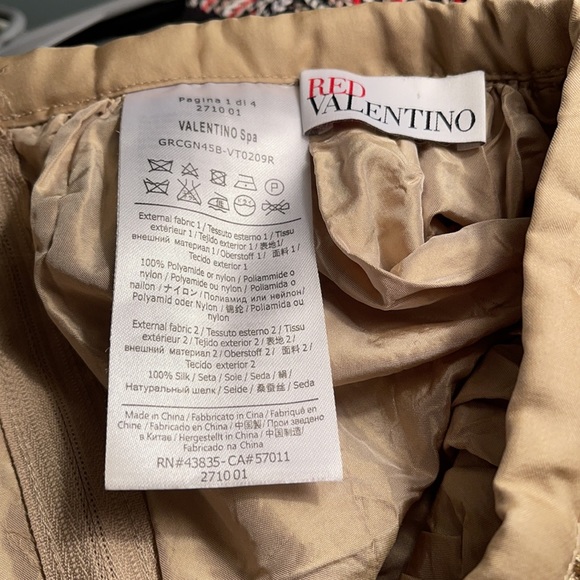 Pagina 1 di 4
2710 01
VALENTINO Spa
GRCGN45B-VT0209R
External fabric 1 / Tessuto esterno 1 / Tissu
extérieur 1 / Tejido exterior 1 / 表地1/
внешний материал 1 / Oberstoff 1 / 面料 1 /
Tecido exterior 1
100% Polyamide or nylon / Poliammide o
nylon / Polyamide ou nylon / Poliamida o
nailon / ナイロン / Полиамид или нейлон/
Polyamid oder Nylon / 锦纶 / Poliamida ou
nylon
External fabric 2 / Tessuto esterno 2 / Tissu
extérieur 2 / Tejido exterior 2 / 表地2/
внешний материал 2 / Oberstoff 2 / 面料 2 /
Tecido exterior 2
100% Silk / Seta / Soie / Seda / 絹 /
Натуральный шелк / Seide / 桑蚕丝 / Seda
Made in China / Fabbricato in Cina / Fabriqué en
Chine / Fabricado en China / 中国製 / Произведено
в Китае / Hergestellt in China / 中国制造/
Fabricado na China
RN#43835- CA#57011
2710 01
RED
VALENTINO